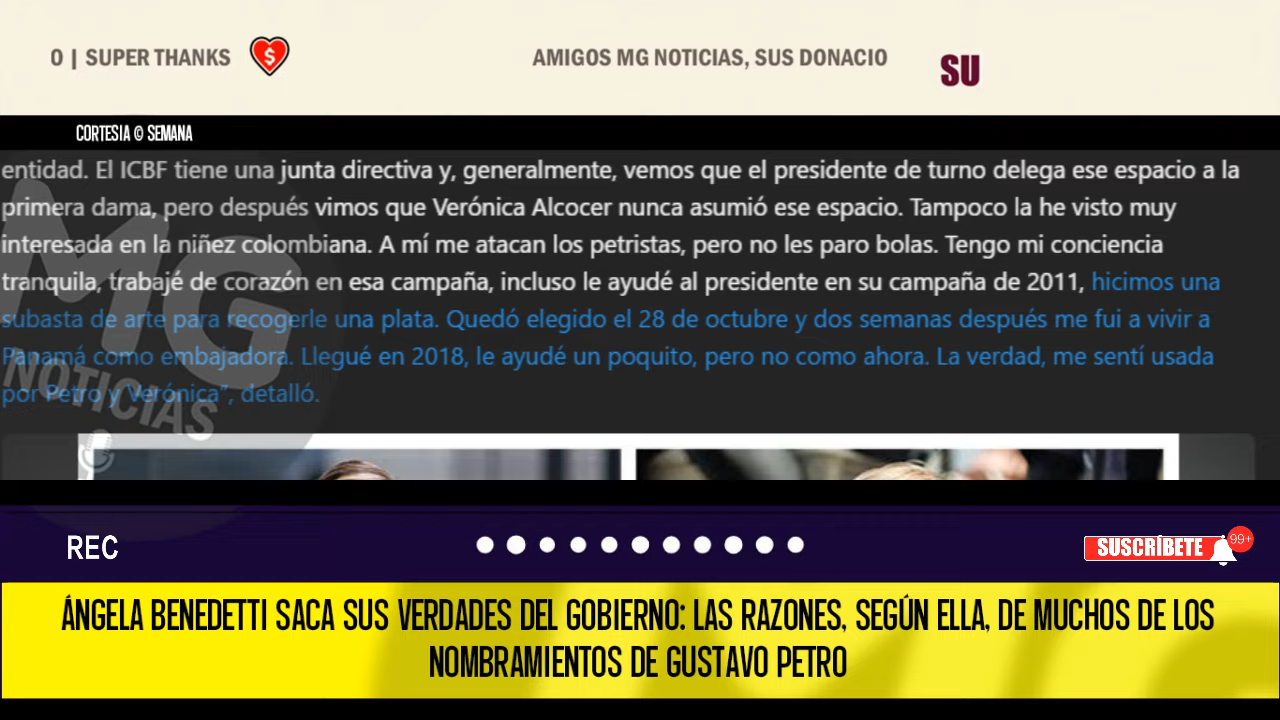 O | SUPER THANKS
$
AMIGOS MG NOTICIAS, SUS DONACIO
SU
CORTESIA © SEMANA
entidad. El ICBF tiene una junta directiva y, generalmente, vemos que el presidente de turno delega ese espacio a la
primera dama, pero después vimos que Verónica Alcocer nunca asumió ese espacio. Tampoco la he visto muy
interesada en la niñez colombiana. A mí me atacan los petristas, pero no les paro bolas. Tengo mi conciencia
tranquila, trabajé de corazón en esa campaña, incluso le ayudé al presidente en su campaña de 2011, hicimos una
subasta de arte para recogerle una plata. Quedó elegido el 28 de octubre y dos semanas después me fui a vivir a
Panamá como embajadora. Llegué en 2018, le ayudé un poquito, pero no como ahora. La verdad, me sentí usada
por Petro y Verónica”, detalló.
MG
NOTICIAS
REC
SUSCRÍBETE
99+
ÁNGELA BENEDETTI SACA SUS VERDADES DEL GOBIERNO: LAS RAZONES, SEGÚN ELLA, DE MUCHOS DE LOS
NOMBRAMIENTOS DE GUSTAVO PETRO